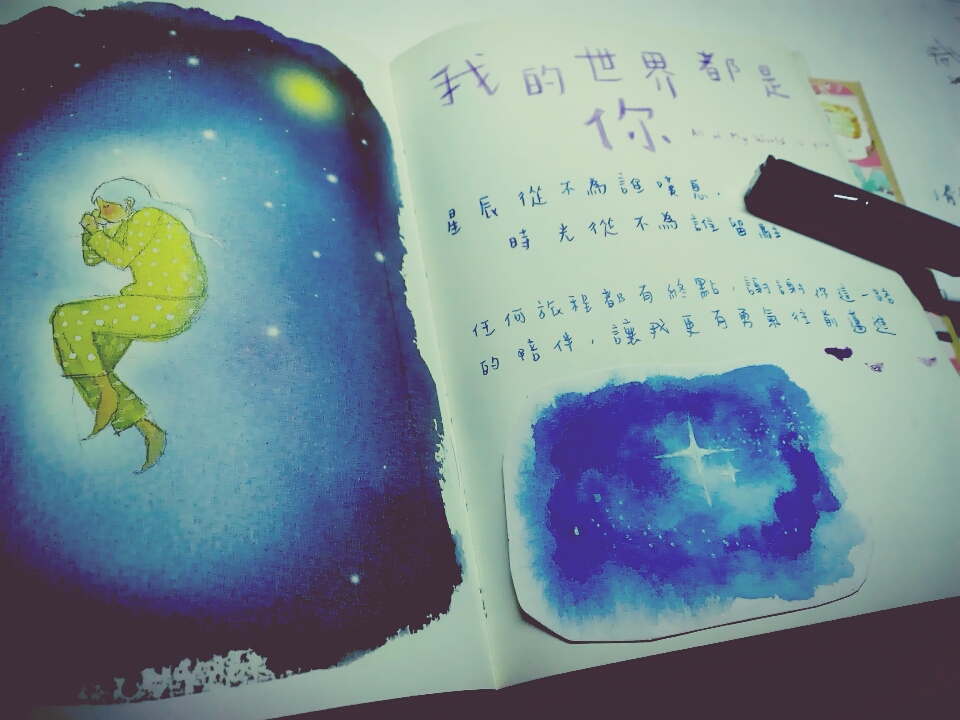 我的世界都是
你
All of My World is you
星辰從不為誰嘆息.
時光從不為誰留駐
任何旅程都有終點，謝謝你這一路
的陪伴，讓我更有勇氣往前邁進